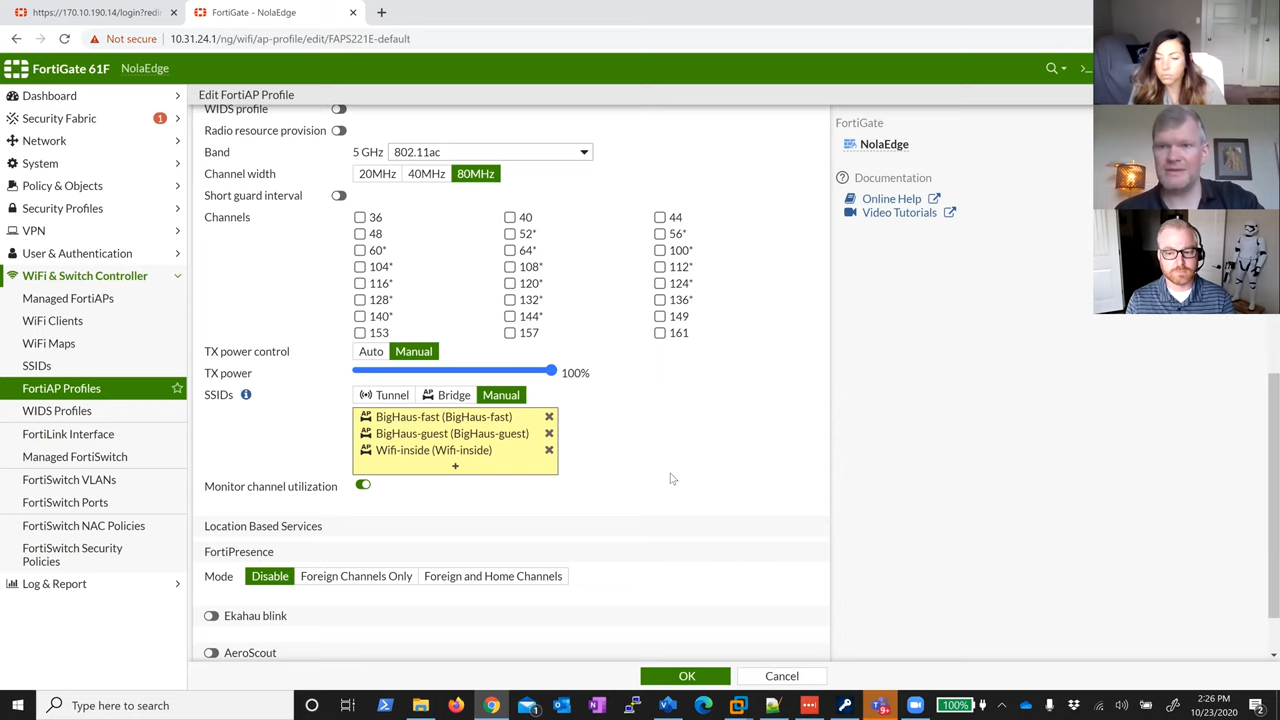 https://170.10.190.14/login?redi
FortiGate - NolaEdge
Not secure
10.31.24.1/ng/wifi/ap-profile/edit/FAPS221E-default
FortiGate 61F
NolaEdge
Dashboard
Security Fabric
1
Network
System
Policy & Objects
Security Profiles
VPN
User & Authentication
WiFi & Switch Controller
Managed FortiAPs
WiFi Clients
WiFi Maps
SSIDs
FortiAP Profiles
WIDS Profiles
FortiLink Interface
Managed FortiSwitch
FortiSwitch VLANs
FortiSwitch Ports
FortiSwitch NAC Policies
FortiSwitch Security
Policies
Log & Report
Edit FortiAP Profile
WIDS profile
Radio resource provision
Band 5 GHz 802.11ac
Channel width 20MHz 40MHz 80MHz
Short guard interval
Channels 36 40 44
48 52* 56*
60* 64* 100*
104* 108* 112*
116* 120* 124*
128* 132* 136*
140* 144* 149
153 157 161
TX power control Auto Manual
TX power 100%
SSIDs Tunnel Bridge Manual
BigHaus-fast (BigHaus-fast)
BigHaus-guest (BigHaus-guest)
Wifi-inside (Wifi-inside)
Monitor channel utilization
Location Based Services
FortiPresence
Mode Disable Foreign Channels Only Foreign and Home Channels
Ekahau blink
AeroScout
OK Cancel
FortiGate
NolaEdge
Documentation
Online Help
Video Tutorials
Type here to search
1
9+
100%
2:26 PM
10/23/2020
2